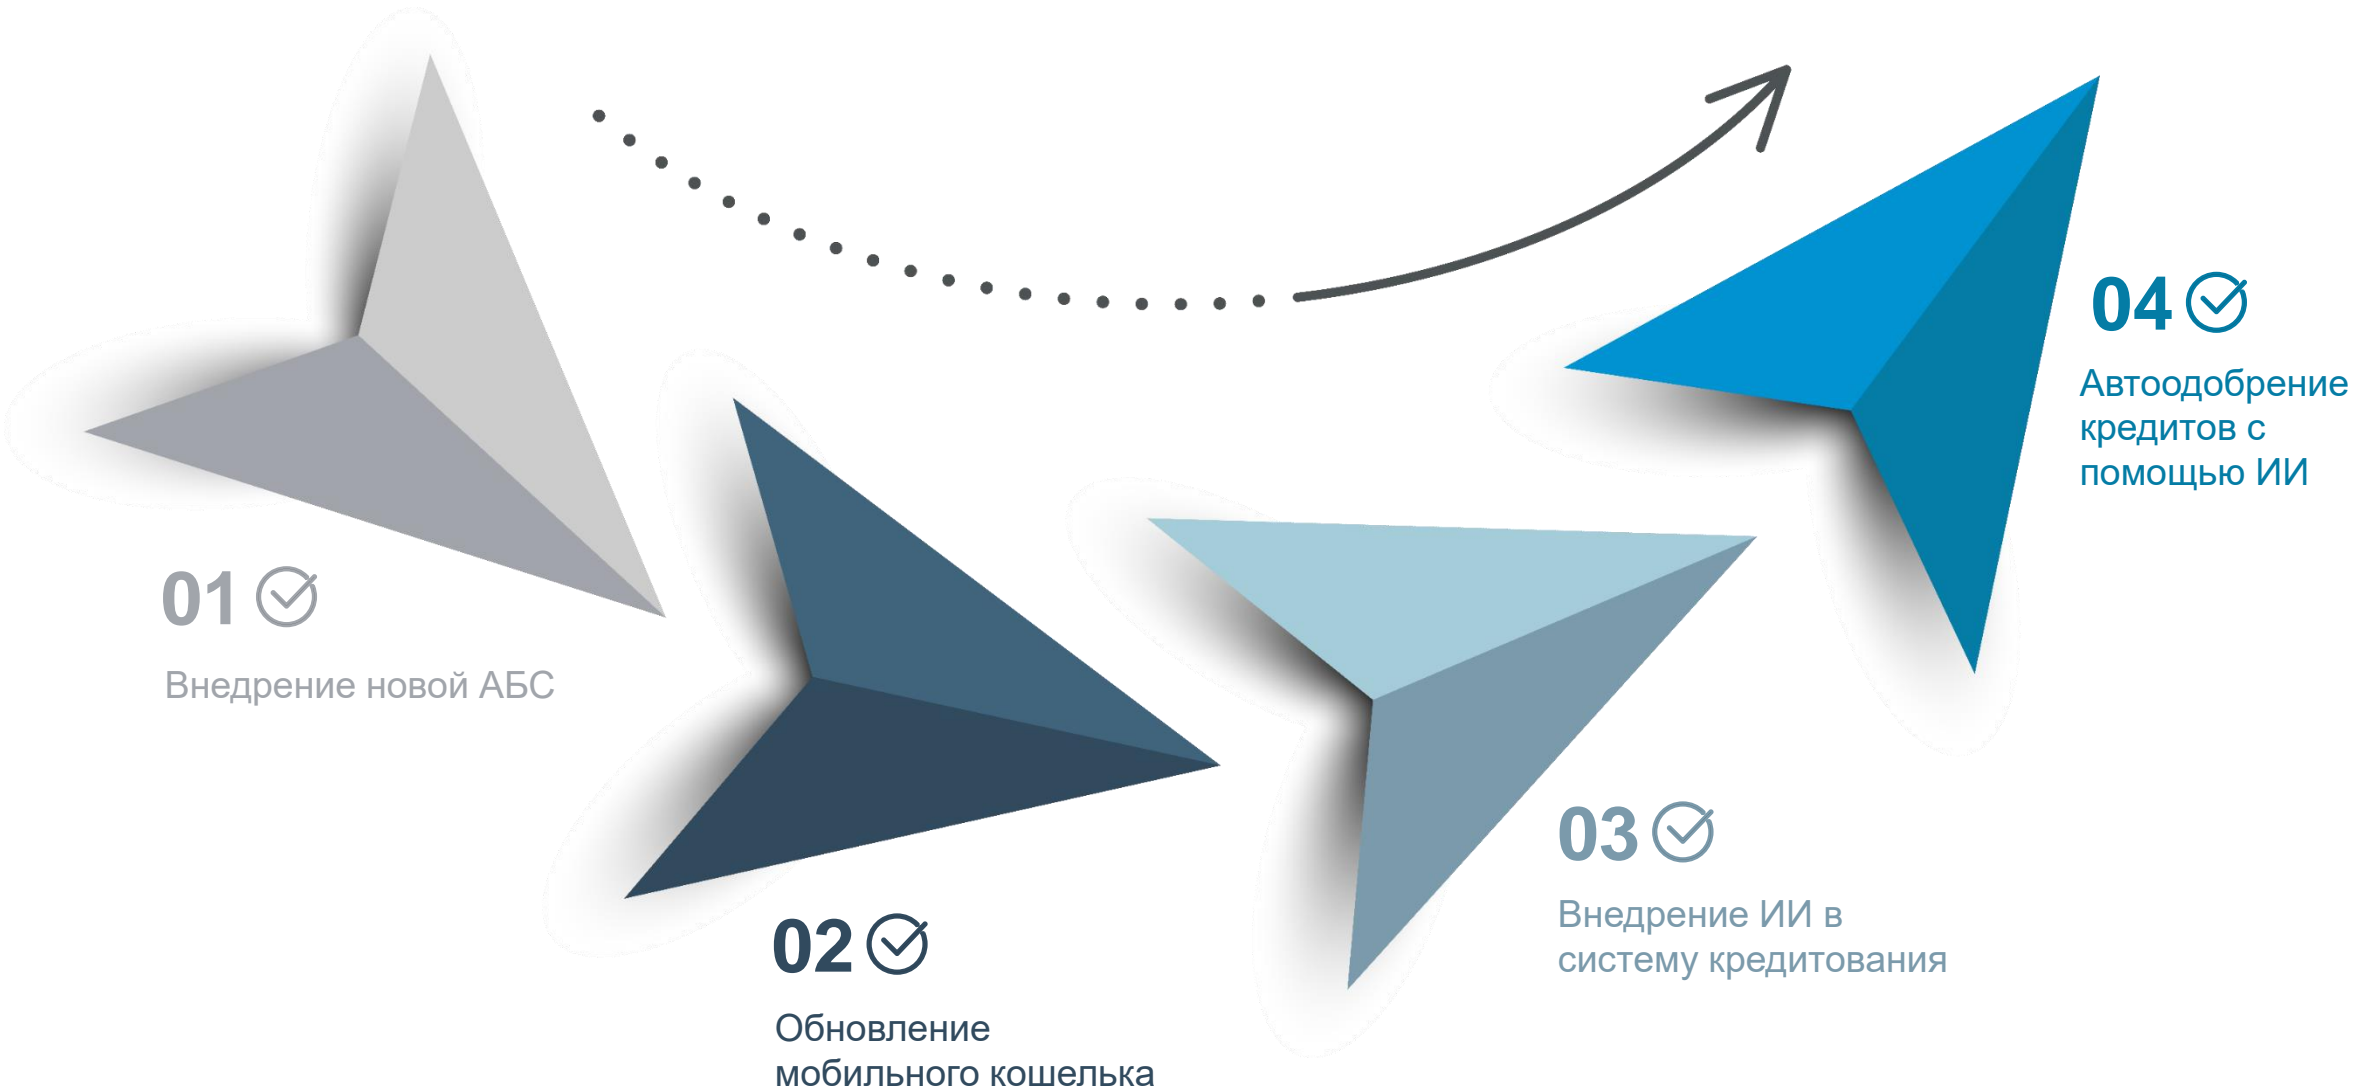 01
Внедрение новой АБС
02
Обновление
мобильного кошелька
03
Внедрение ИИ в
систему кредитования
04
Автоодобрение
кредитов с
помощью ИИ